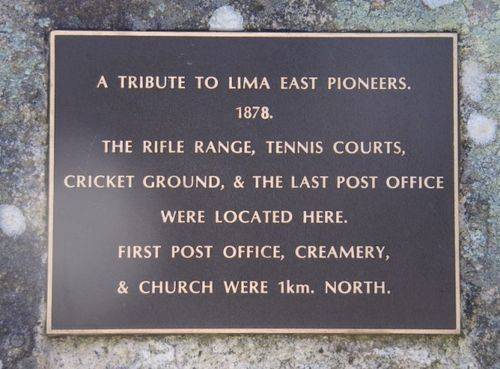 A TRIBUTE TO LIMA EAST PIONEERS.
1878.
THE RIFLE RANGE, TENNIS COURTS,
CRICKET GROUND, & THE LAST POST OFFICE
WERE LOCATED HERE.
FIRST POST OFFICE, CREAMERY,
& CHURCH WERE 1km. NORTH.